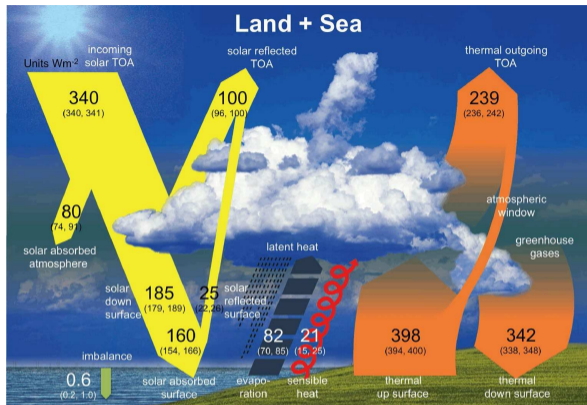 Land + Sea
Units Wm-2
incoming
solar TOA
solar reflected
TOA
thermal outgoing
TOA
340
(340, 341)
100
(96, 100)
239
(236, 242)
80
(74, 91)
solar absorbed
atmosphere
atmospheric
window
greenhouse
gases
latent heat
solar
down
surface
185
(179, 189)
25
(22,26)
solar
reflected
surface
160
(154, 166)
82
(70, 85)
21
(15, 25)
398
(394, 400)
342
(338, 348)
imbalance
0.6
(0.2, 1.0)
solar absorbed
surface
evapo-
ration
sensible
heat
thermal
up surface
thermal
down surface